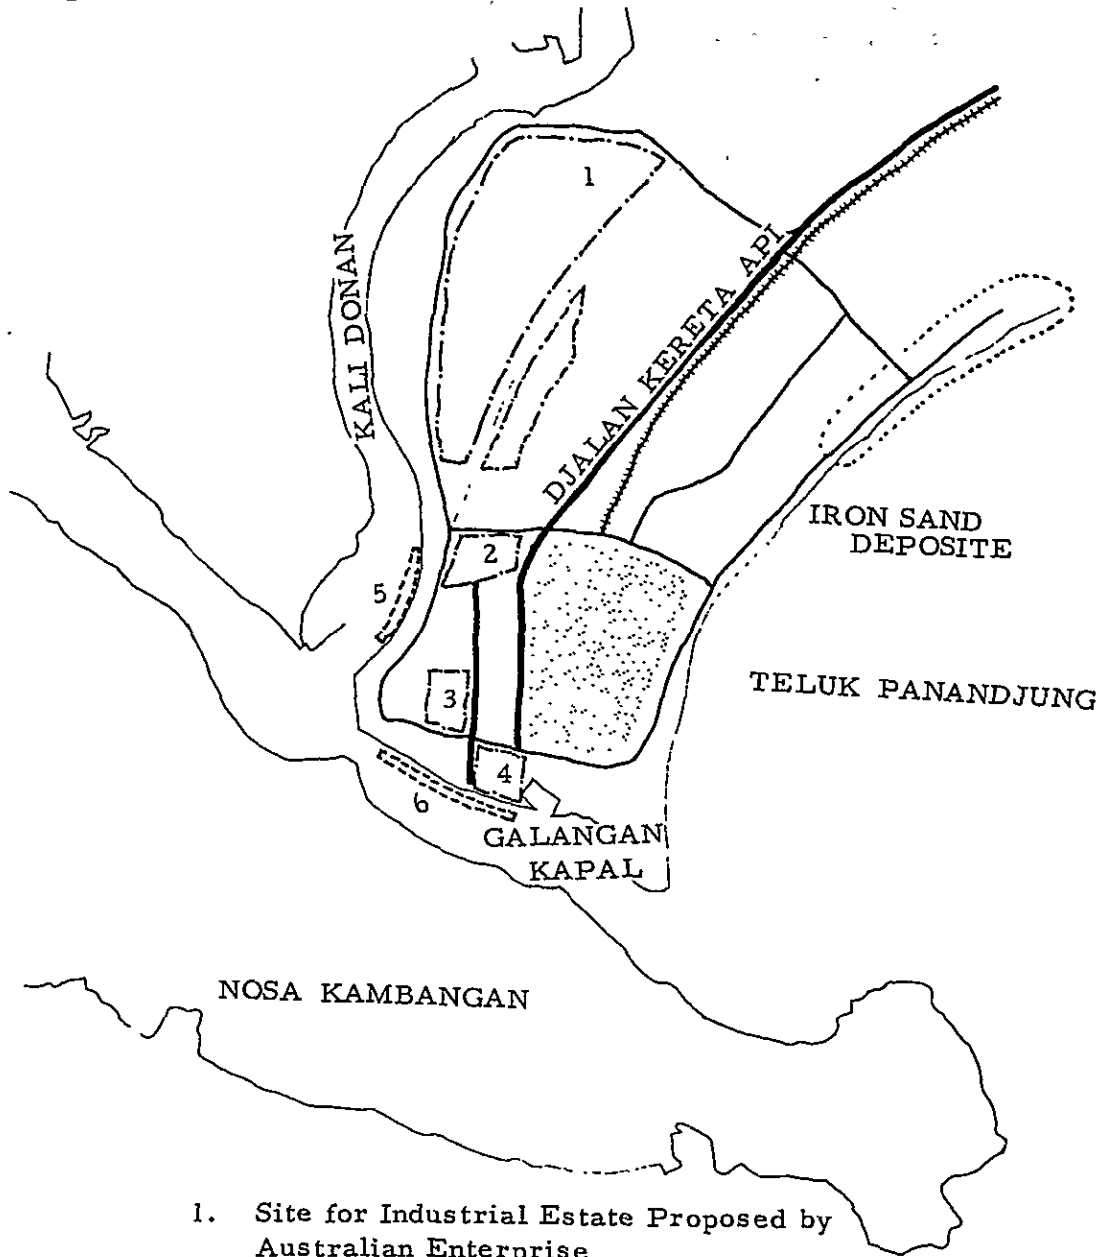 1
KALI DONAN
DJALAN KERETA API
IRON SAND
DEPOSITE
2
5
TELUK PANANDJUNG
3
4
6
GALANGAN
KAPAL
NOSA KAMBANGAN
1. Site for Industrial Estate Proposed by
Australian Enterprise